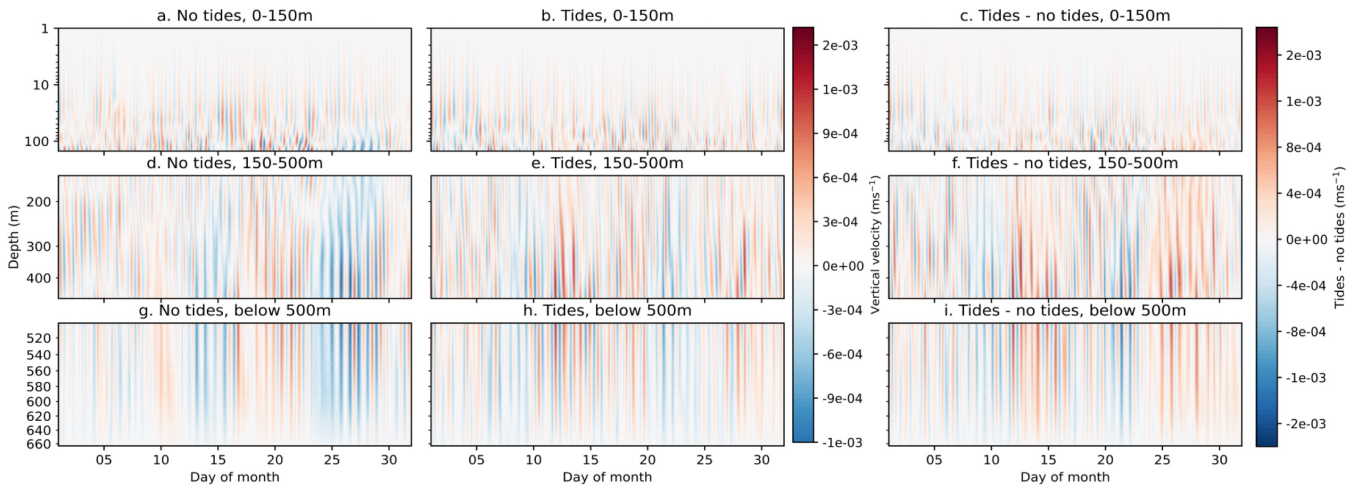 a. No tides, 0-150m
b. Tides, 0-150m
c. Tides - no tides, 0-150m
1
10
100
2e-03
1e-03
9e-04
6e-04
3e-04
0e+00
-3e-04
-6e-04
-9e-04
-1e-03
Vertical velocity (ms⁻¹)
2e-03
1e-03
8e-04
4e-04
0e+00
-4e-04
-8e-04
-1e-03
-2e-03
Tides - no tides (ms⁻¹)
d. No tides, 150-500m
e. Tides, 150-500m
f. Tides - no tides, 150-500m
Depth (m)
200
300
400
g. No tides, below 500m
h. Tides, below 500m
i. Tides - no tides, below 500m
520
540
560
580
600
620
640
660
05 10 15 20 25 30
05 10 15 20 25 30
05 10 15 20 25 30
Day of month
Day of month
Day of month